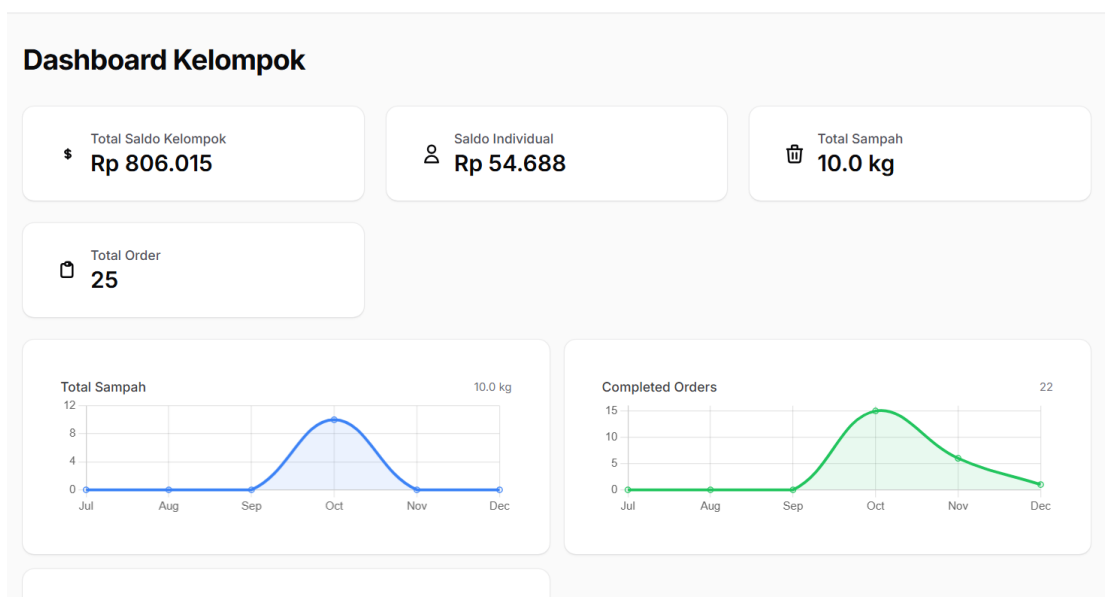 Dashboard Kelompok
$
Total Saldo Kelompok
Rp 806.015
Saldo Individual
Rp 54.688
Total Sampah
10.0 kg
Total Order
25
Total Sampah
10.0 kg
12
8
4
0
Jul Aug Sep Oct Nov Dec
Completed Orders
22
15
10
5
0
Jul Aug Sep Oct Nov Dec